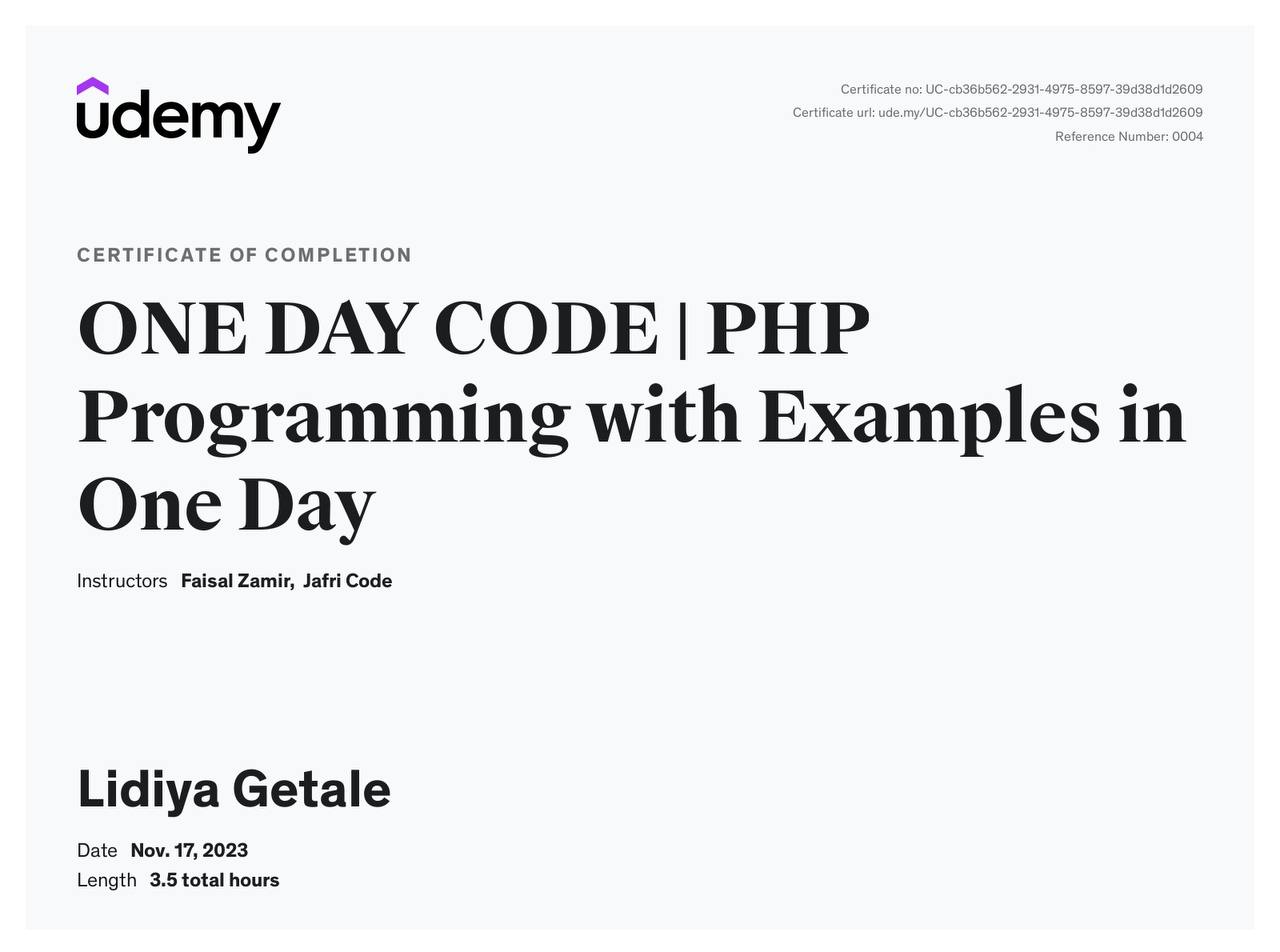 udemy
Certificate no: UC-cb36b562-2931-4975-8597-39d38d1d2609
Certificate url: ude.my/UC-cb36b562-2931-4975-8597-39d38d1d2609
Reference Number: 0004
CERTIFICATE OF COMPLETION
ONE DAY CODE | PHP
Programming with Examples in
One Day
Instructors Faisal Zamir, Jafri Code
Lidiya Getale
Date Nov. 17, 2023
Length 3.5 total hours